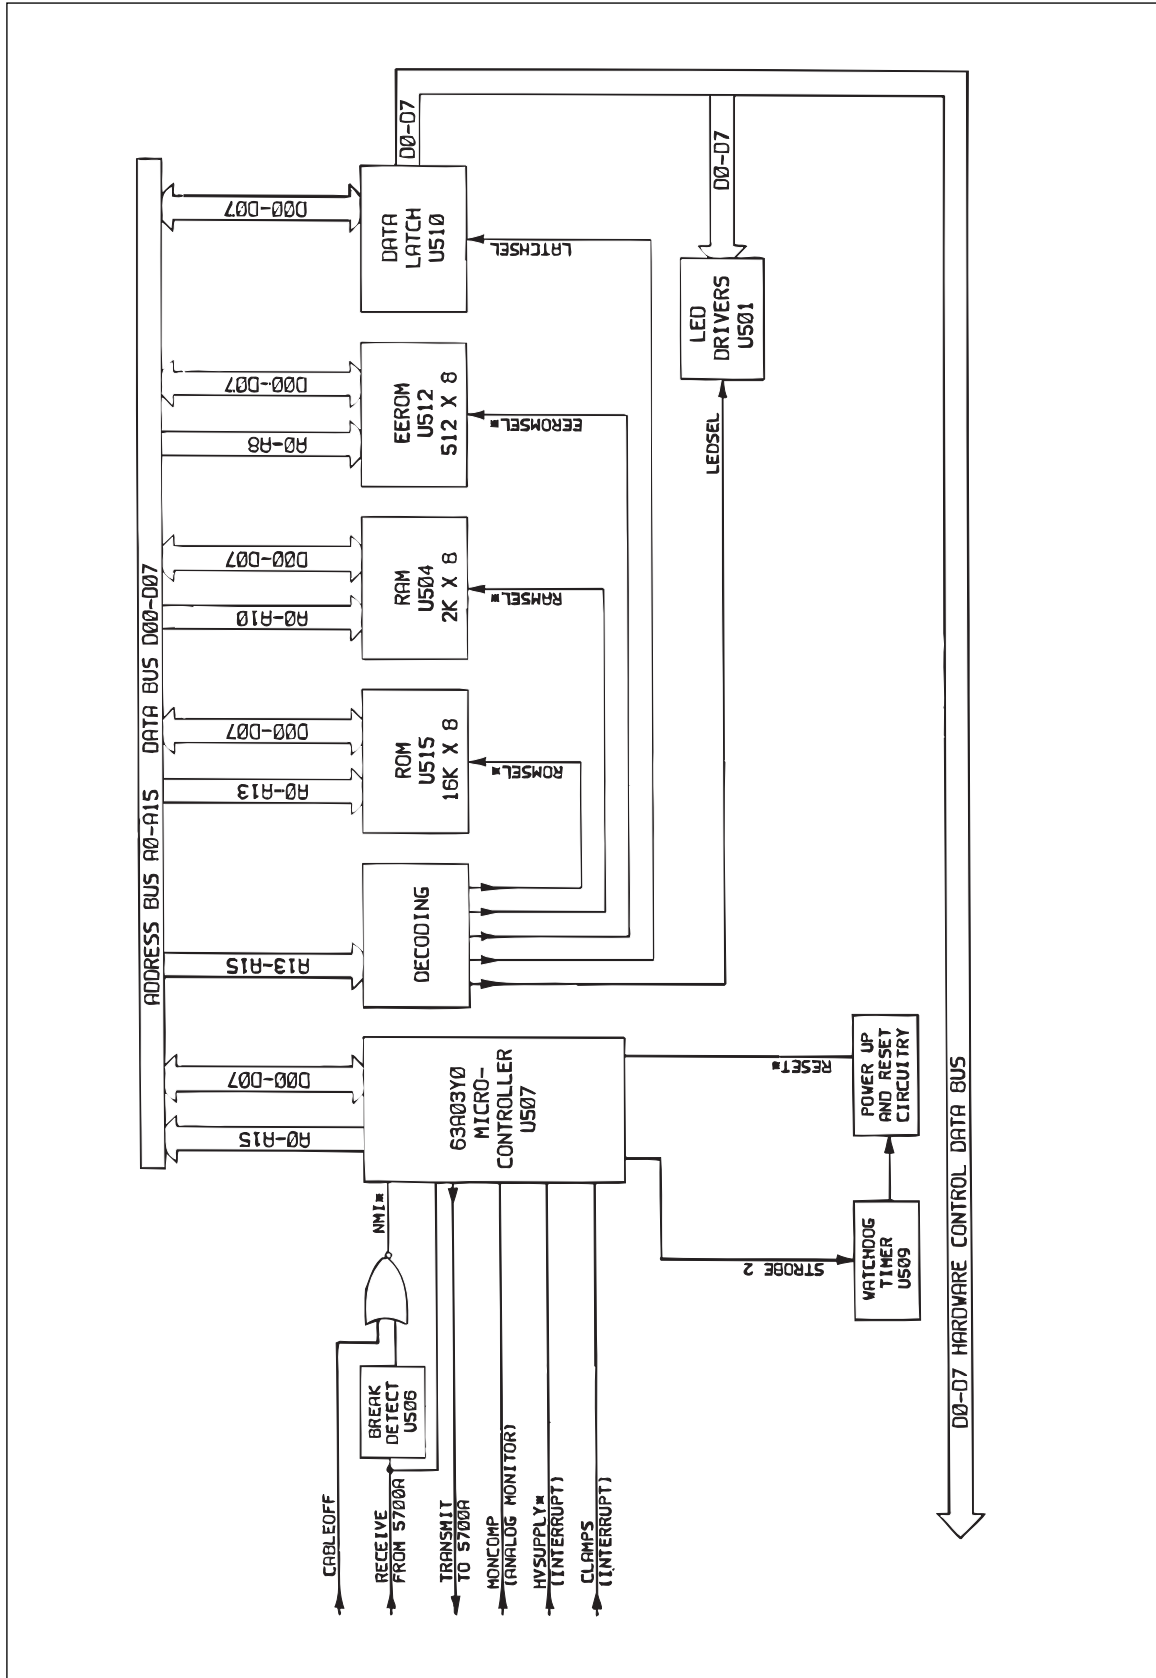 ADDRESS BUS A0-A15 DATA BUS D00-D07
A0-A15
D00-D07
A13-A15
A0-A13
D00-D07
A0-A10
D00-D07
A0-A8
D00-D07
D00-D07
63A03Y0
MICRO-
CONTROLLER
U507
DECODING
ROM
U515
16K X 8
RAM
U504
2K X 8
EEROM
U512
512 X 8
DATA
LATCH
U510
D0-D7
ROMSEL*
RAMSEL*
EEROMSEL*
LATCHSEL
LEDSEL
LED
DRIVERS
U501
D0-D7
CABLEOFF
RECEIVE
FROM 5700A
BREAK
DETECT
U506
NMI*
TRANSMIT
TO 5700A
MONCOMP
(ANALOG MONITOR)
HVSUPPLY*
(INTERRUPT)
CLAMPS
(INTERRUPT)
STROBE 2
RESET*
WATCHDOG
TIMER
U509
POWER UP
AND RESET
CIRCUITRY
D0-D7 HARDWARE CONTROL DATA BUS